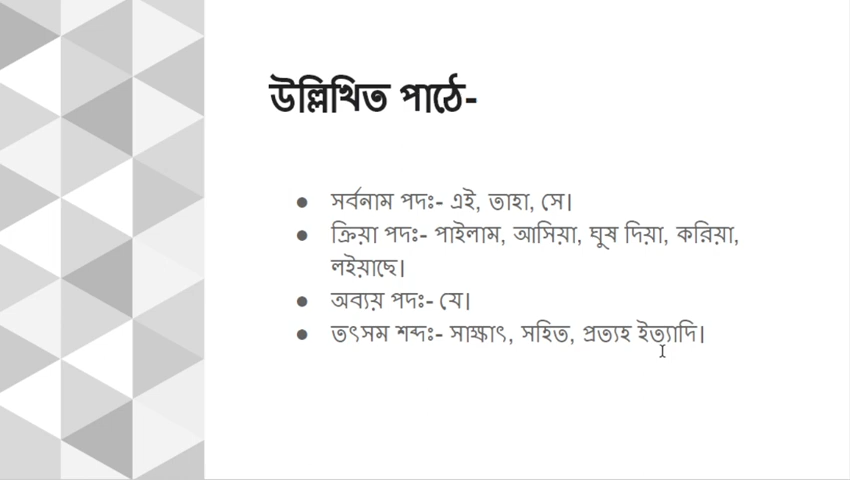 উল্লিখিত পাঠে-
● সর্বনাম পদঃ- এই, তাহা, সে।
● ক্রিয়া পদঃ- পাইলাম, আসিয়া, ঘুষ দিয়া, করিয়া,
লইয়াছে।
● অব্যয় পদঃ- যে।
● তৎসম শব্দঃ- সাক্ষাৎ, সহিত, প্রত্যহ ইত্যাদি।